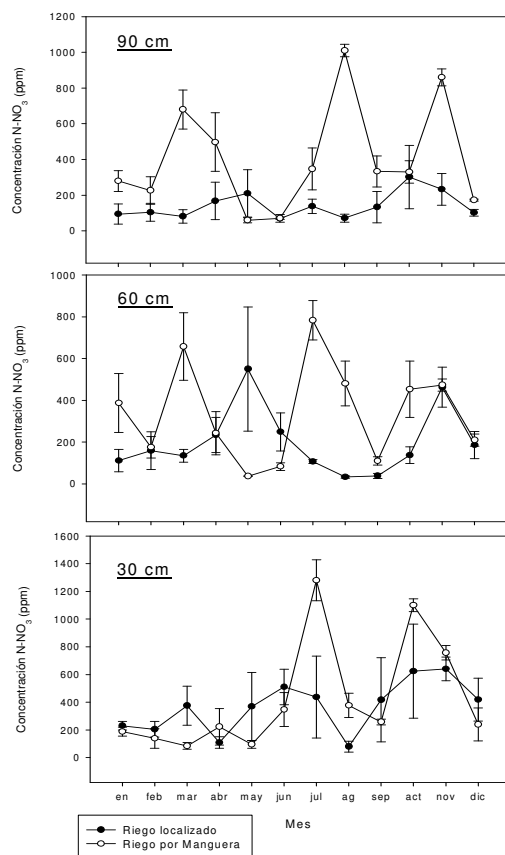 90 cm
Concentración N-NO3 (ppm)
1200
1000
800
600
400
200
0
60 cm
Concentración N-NO3 (ppm)
1000
800
600
400
200
0
30 cm
Concentración N-NO3 (ppm)
1600
1400
1200
1000
800
600
400
200
0
en feb mar abr may jun jul ag sep act nov dic
Mes
Riego localizado
Riego por Manguera